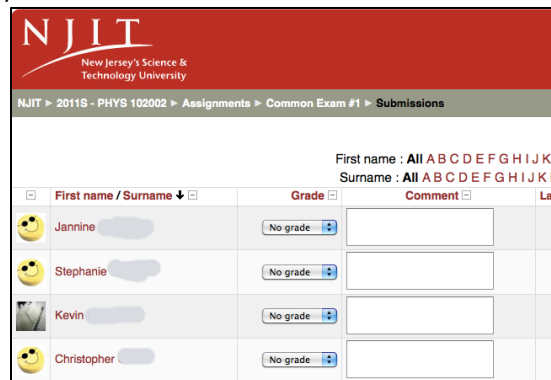 NJIT
New Jersey's Science &
Technology University
NJIT ► 2011S - PHYS 102002 ► Assignments ► Common Exam #1 ► Submissions
First name : All A B C D E F G H I J K
Surname : All A B C D E F G H I J K
First name / Surname ↓ Grade Comment
Jannine No grade
Stephanie No grade
Kevin No grade
Christopher No grade